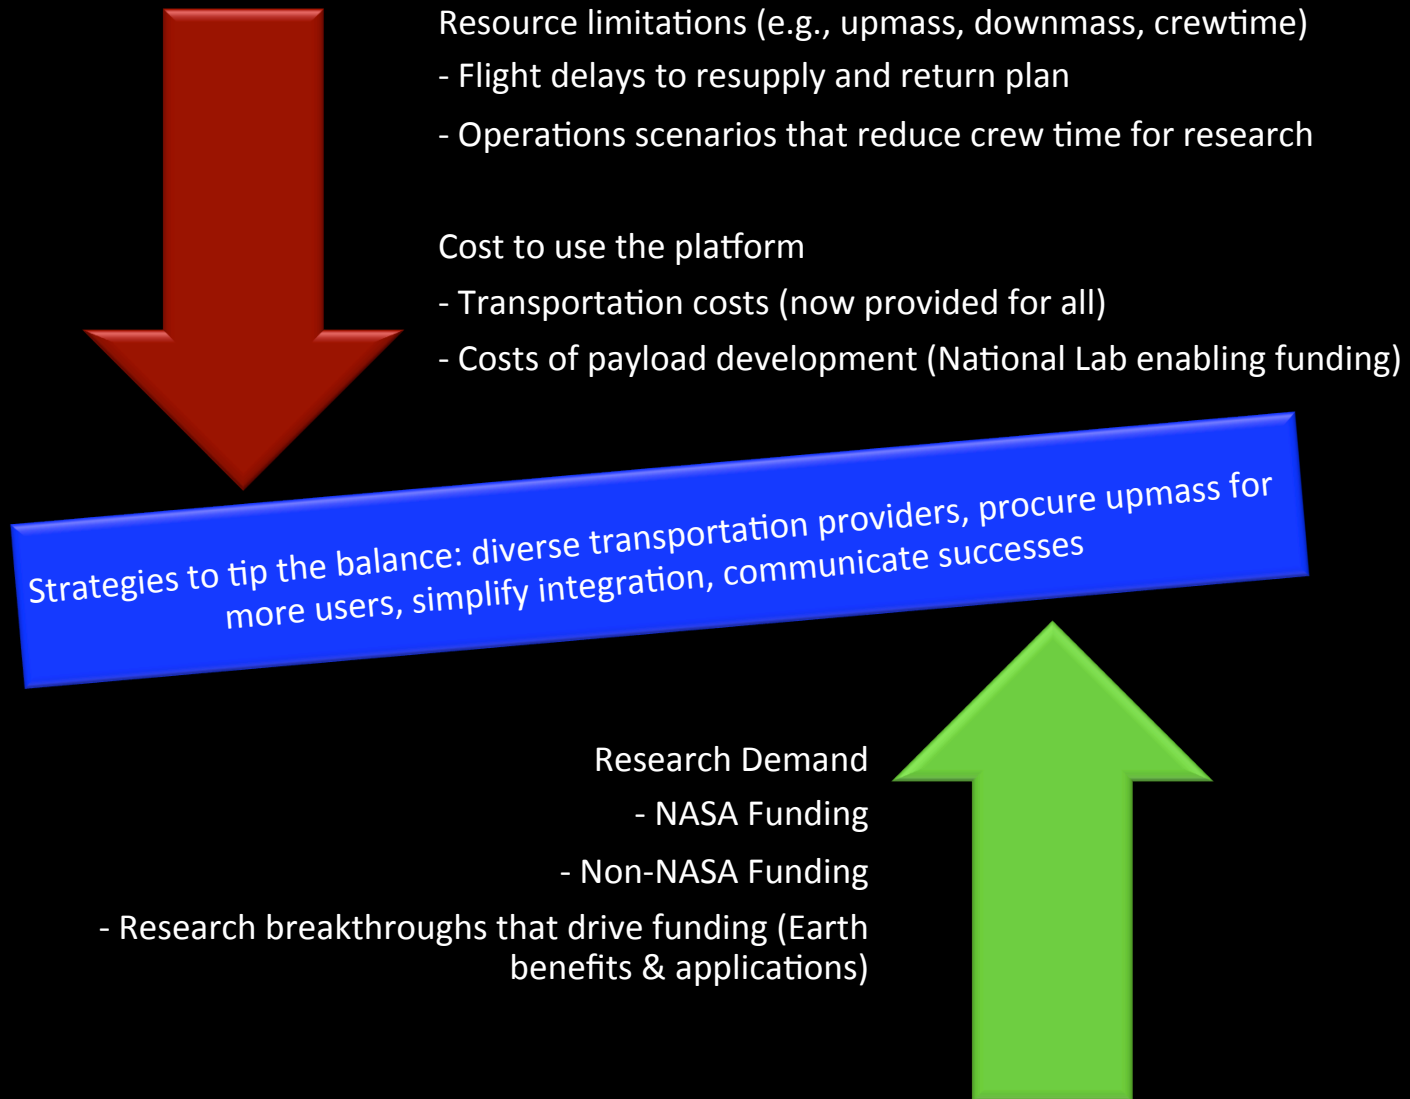 Resource limitations (e.g., upmass, downmass, crewtime)
- Flight delays to resupply and return plan
- Operations scenarios that reduce crew time for research
Cost to use the platform
- Transportation costs (now provided for all)
- Costs of payload development (National Lab enabling funding)
Strategies to tip the balance: diverse transportation providers, procure upmass for
more users, simplify integration, communicate successes
Research Demand
- NASA Funding
- Non-NASA Funding
- Research breakthroughs that drive funding (Earth
benefits & applications)